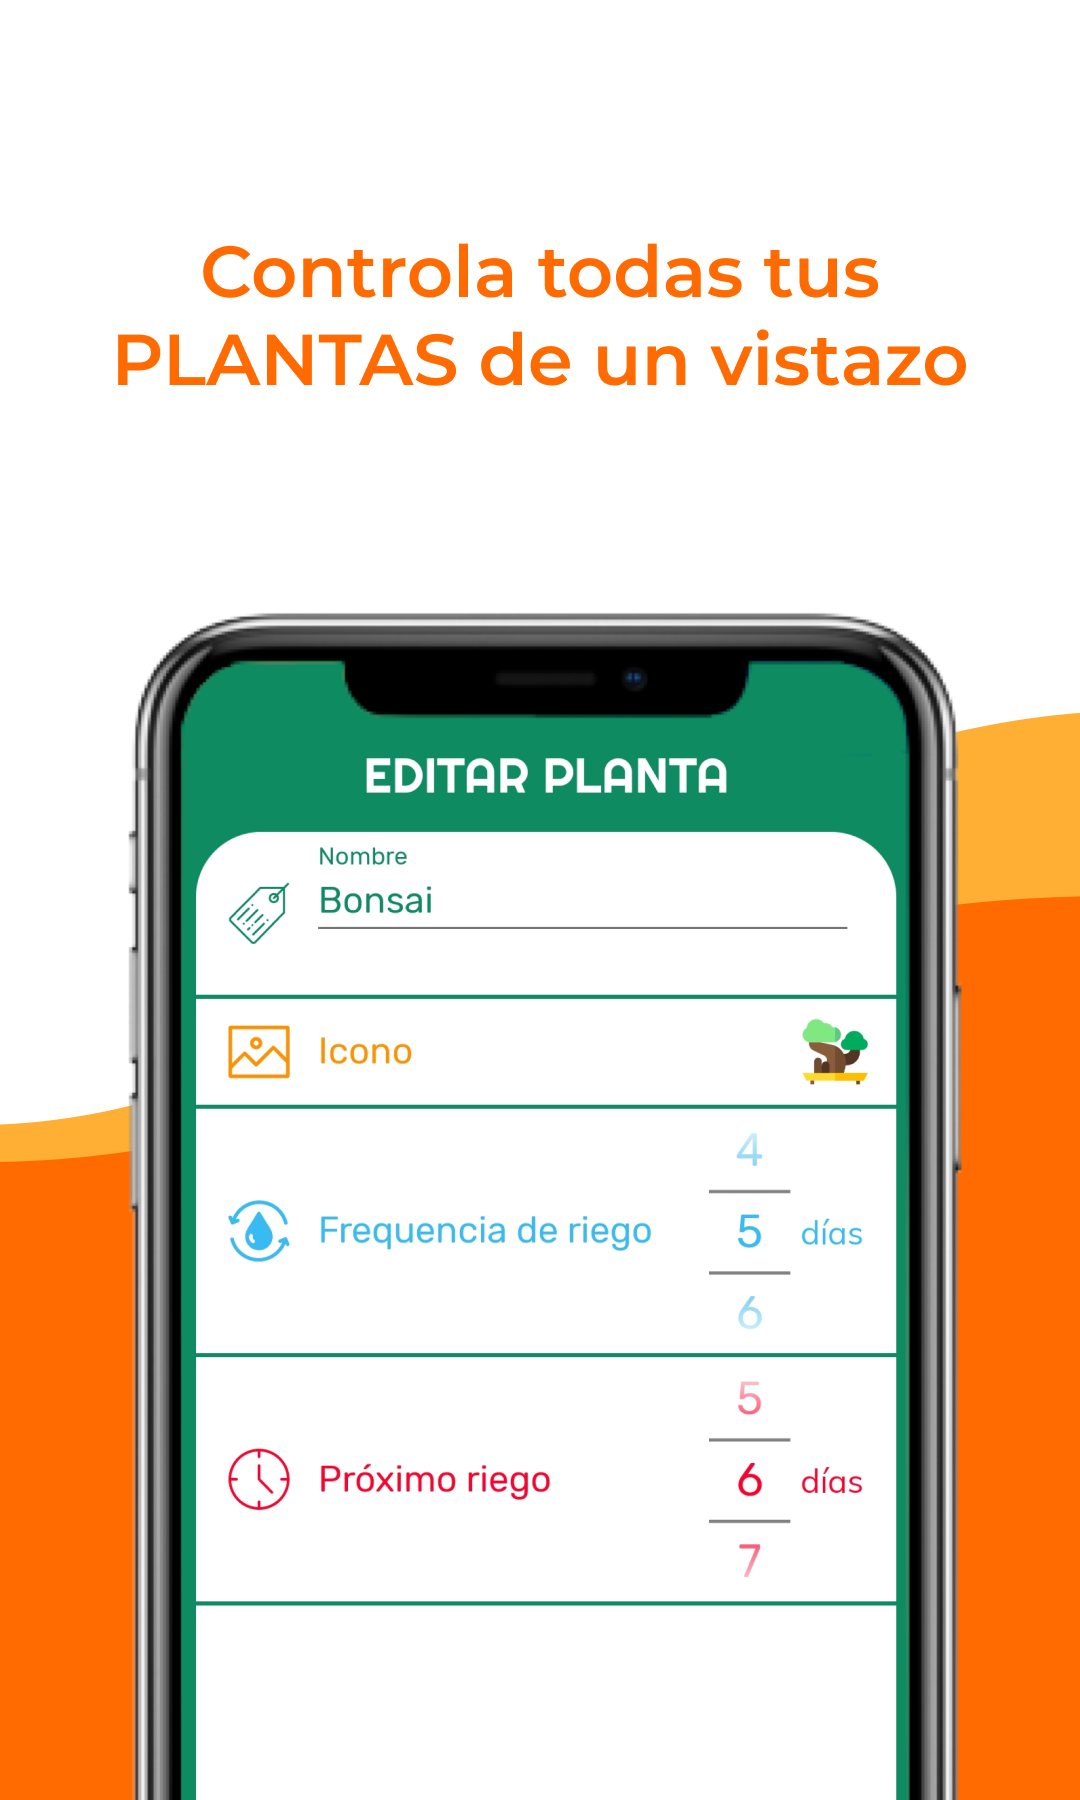 Controla todas tus
PLANTAS de un vistazo
EDITAR PLANTA
Nombre
Bonsai
Icono
4
Frequencia de riego 5 días
6
5
Próximo riego 6 días
7